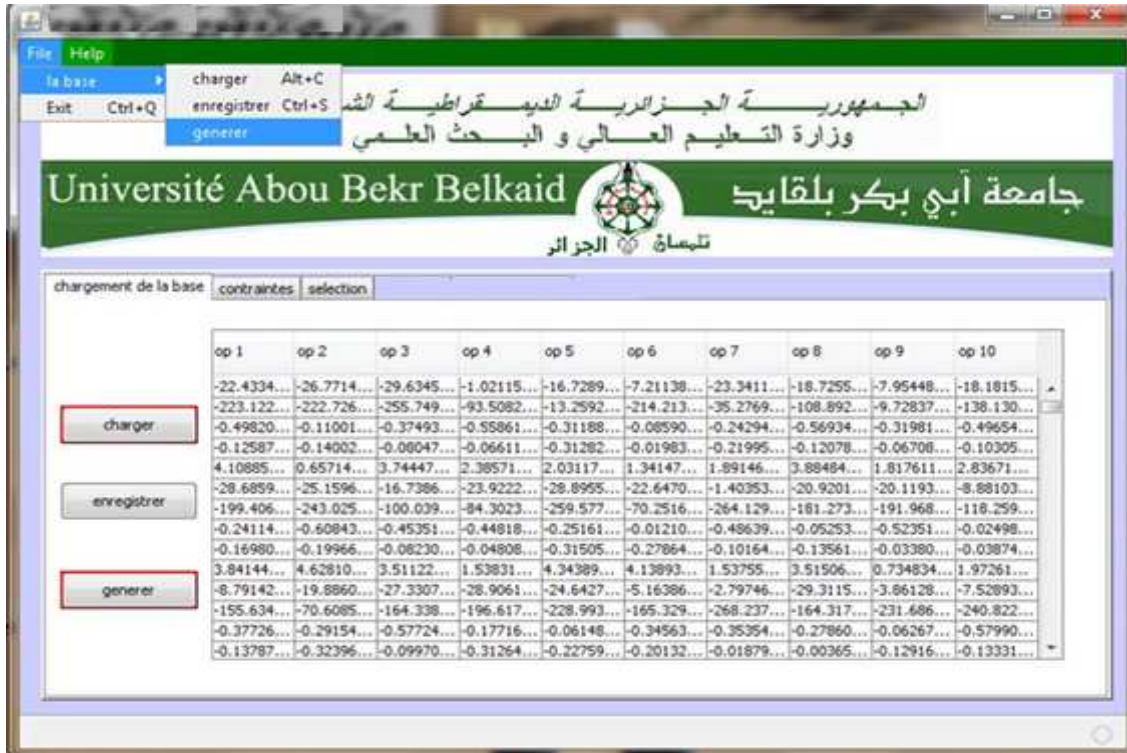 File Help
la base charger Alt+C
Exit Ctrl+Q enregistrer Ctrl+S
generer
الجـمهوريــــــة الجــــزائريـــة الديمــــقراطيـــة
وزارة التــعليـــم العــــالي و البـــحث العلـــمي
Université Abou Bekr Belkaid جامعة أبي بكر بلقايد
تلمسان الجزائر
chargement de la base contraintes selection
op 1 op 2 op 3 op 4 op 5 op 6 op 7 op 8 op 9 op 10
-22.4334... -26.7714... -29.6345... -1.02115... -16.7289... -7.21138... -23.3411... -18.7255... -7.95448... -18.1815...
-223.122... -222.726... -255.749... -93.5082... -13.2592... -214.213... -35.2769... -108.892... -9.72837... -138.130...
charger -0.49820... -0.11001... -0.37493... -0.55861... -0.31188... -0.08590... -0.24294... -0.56934... -0.31981... -0.49654...
-0.12587... -0.14002... -0.08047... -0.06611... -0.31282... -0.01983... -0.21995... -0.12078... -0.06708... -0.10305...
4.10885... 0.65714... 3.74447... 2.38571... 2.03117... 1.34147... 1.89146... 3.88484... 1.817611... 2.83671...
-28.6859... -25.1596... -16.7386... -23.9222... -28.8955... -22.6470... -1.40353... -20.9201... -20.1193... -8.88103...
enregistrer -199.406... -243.025... -100.039... -84.3023... -259.577... -70.2516... -264.129... -181.273... -191.968... -118.259...
-0.24114... -0.60843... -0.45351... -0.44818... -0.25161... -0.01210... -0.48639... -0.05253... -0.52351... -0.02498...
-0.16980... -0.19966... -0.08230... -0.04808... -0.31505... -0.27864... -0.10164... -0.13561... -0.03380... -0.03874...
3.84144... 4.62810... 3.51122... 1.53831... 4.34389... 4.13893... 1.53755... 3.51506... 0.734834... 1.97261...
generer -8.79142... -19.8860... -27.3307... -28.9061... -24.6427... -5.16386... -2.79746... -29.3115... -3.86128... -7.52893...
-155.634... -70.6085... -164.338... -196.617... -228.993... -165.329... -268.237... -164.317... -231.686... -240.822...
-0.37726... -0.29154... -0.57724... -0.17716... -0.06148... -0.34563... -0.35354... -0.27860... -0.06267... -0.57990...
-0.13787... -0.32396... -0.09970... -0.31264... -0.22759... -0.20132... -0.01879... -0.00365... -0.12916... -0.13331...